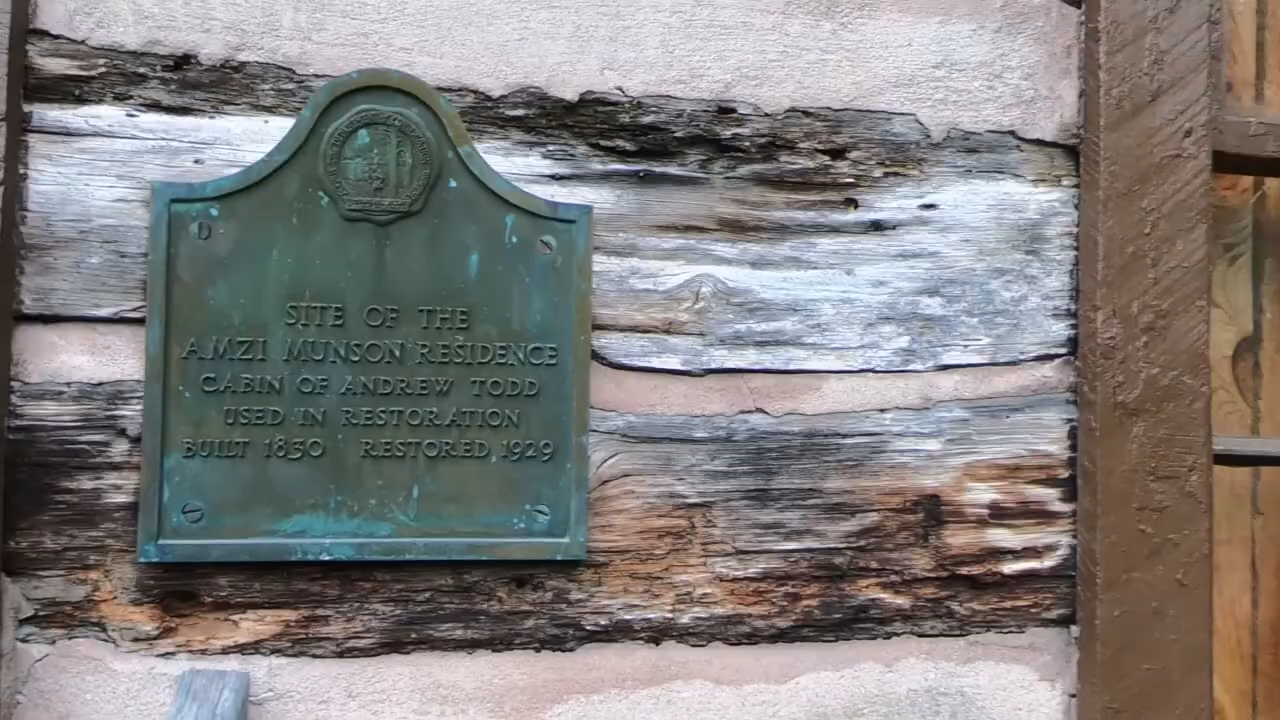 SITE OF THE
AMZI MUNSON RESIDENCE
CABIN OF ANDREW TODD
USED IN RESTORATION
BUILT 1830 RESTORED 1929